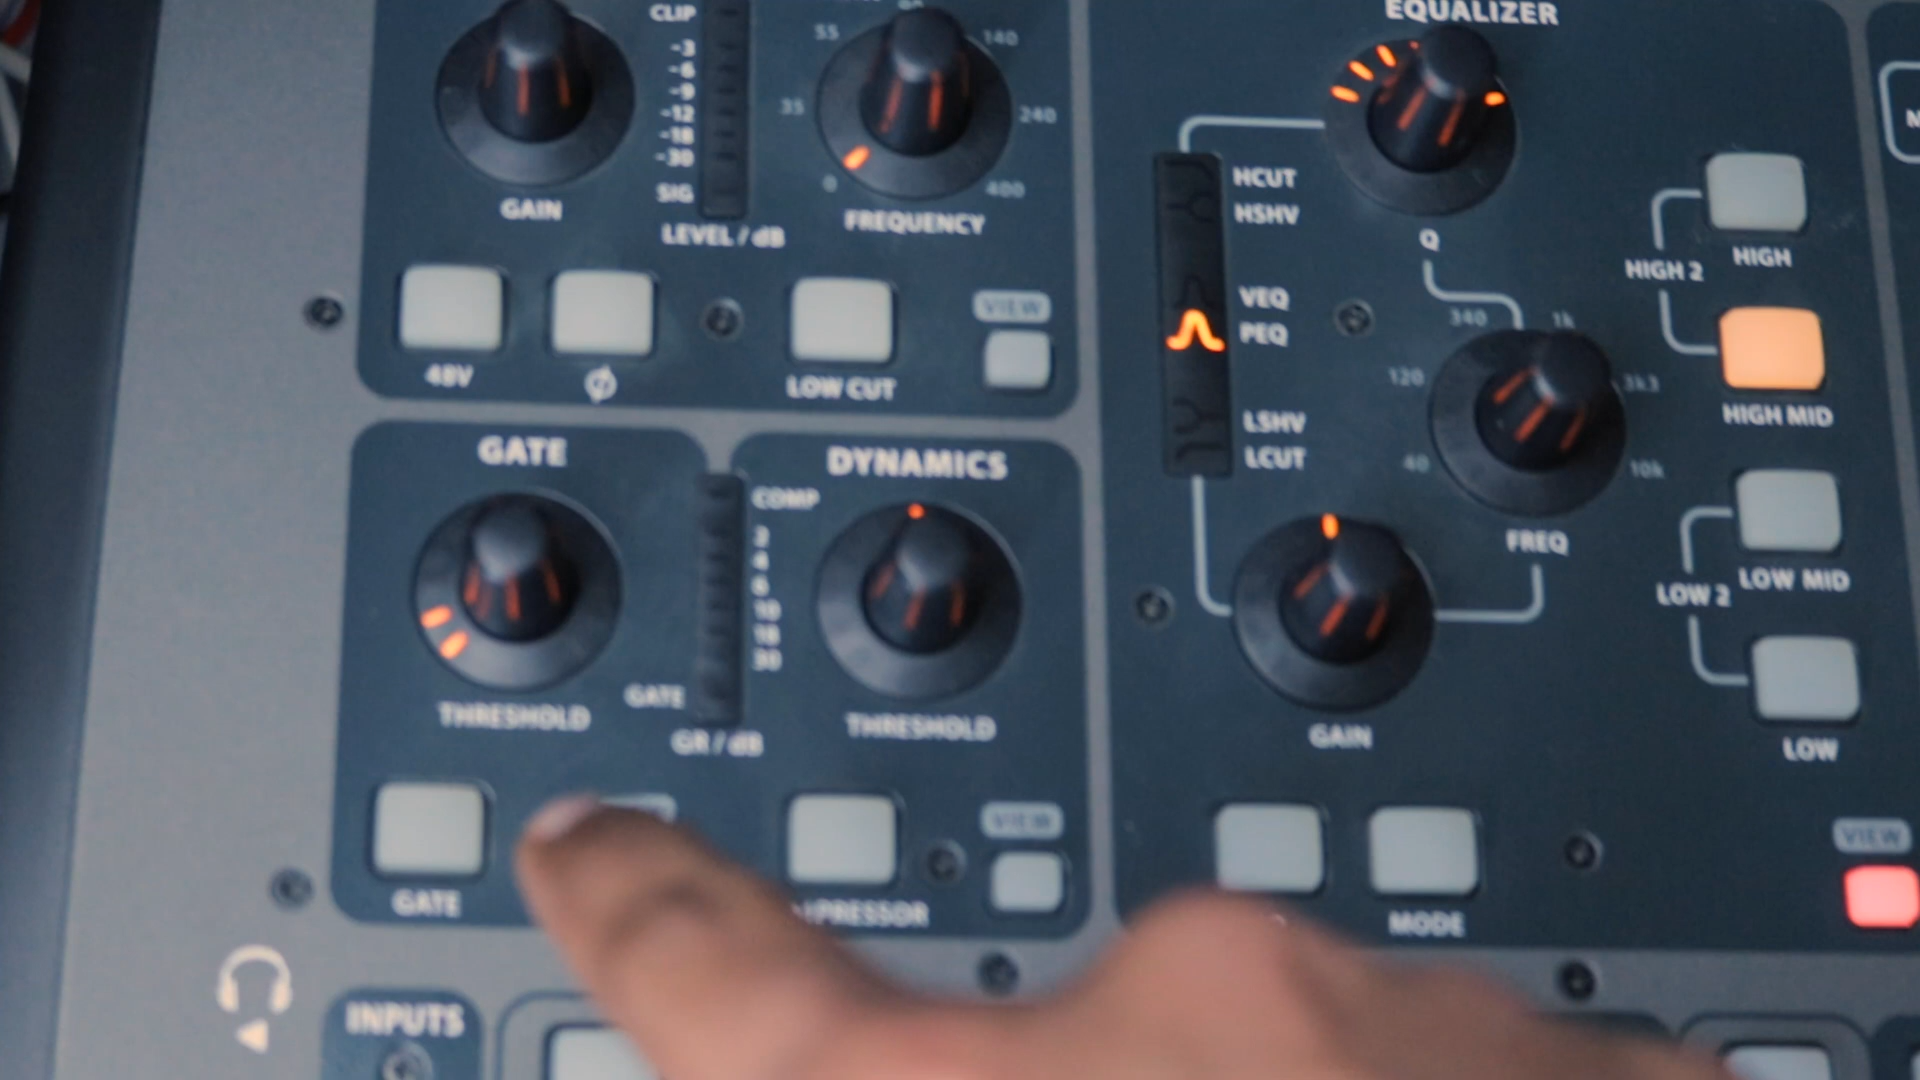 CLIP
-3
-6
-9
-12
-18
-30
SIG
LEVEL / dB
GAIN
55
140
35
240
0
400
FREQUENCY
48V
LOW CUT
VIEW
EQUALIZER
HCUT
HSHV
VEQ
PEQ
LSHV
LCUT
Q
340
1k
120
3k3
40
10k
FREQ
GAIN
HIGH 2
HIGH
HIGH MID
LOW 2
LOW MID
LOW
MODE
VIEW
GATE
THRESHOLD
GATE
DYNAMICS
COMP
2
4
6
10
18
30
GATE
GR / dB
THRESHOLD
PRESSOR
VIEW
INPUTS